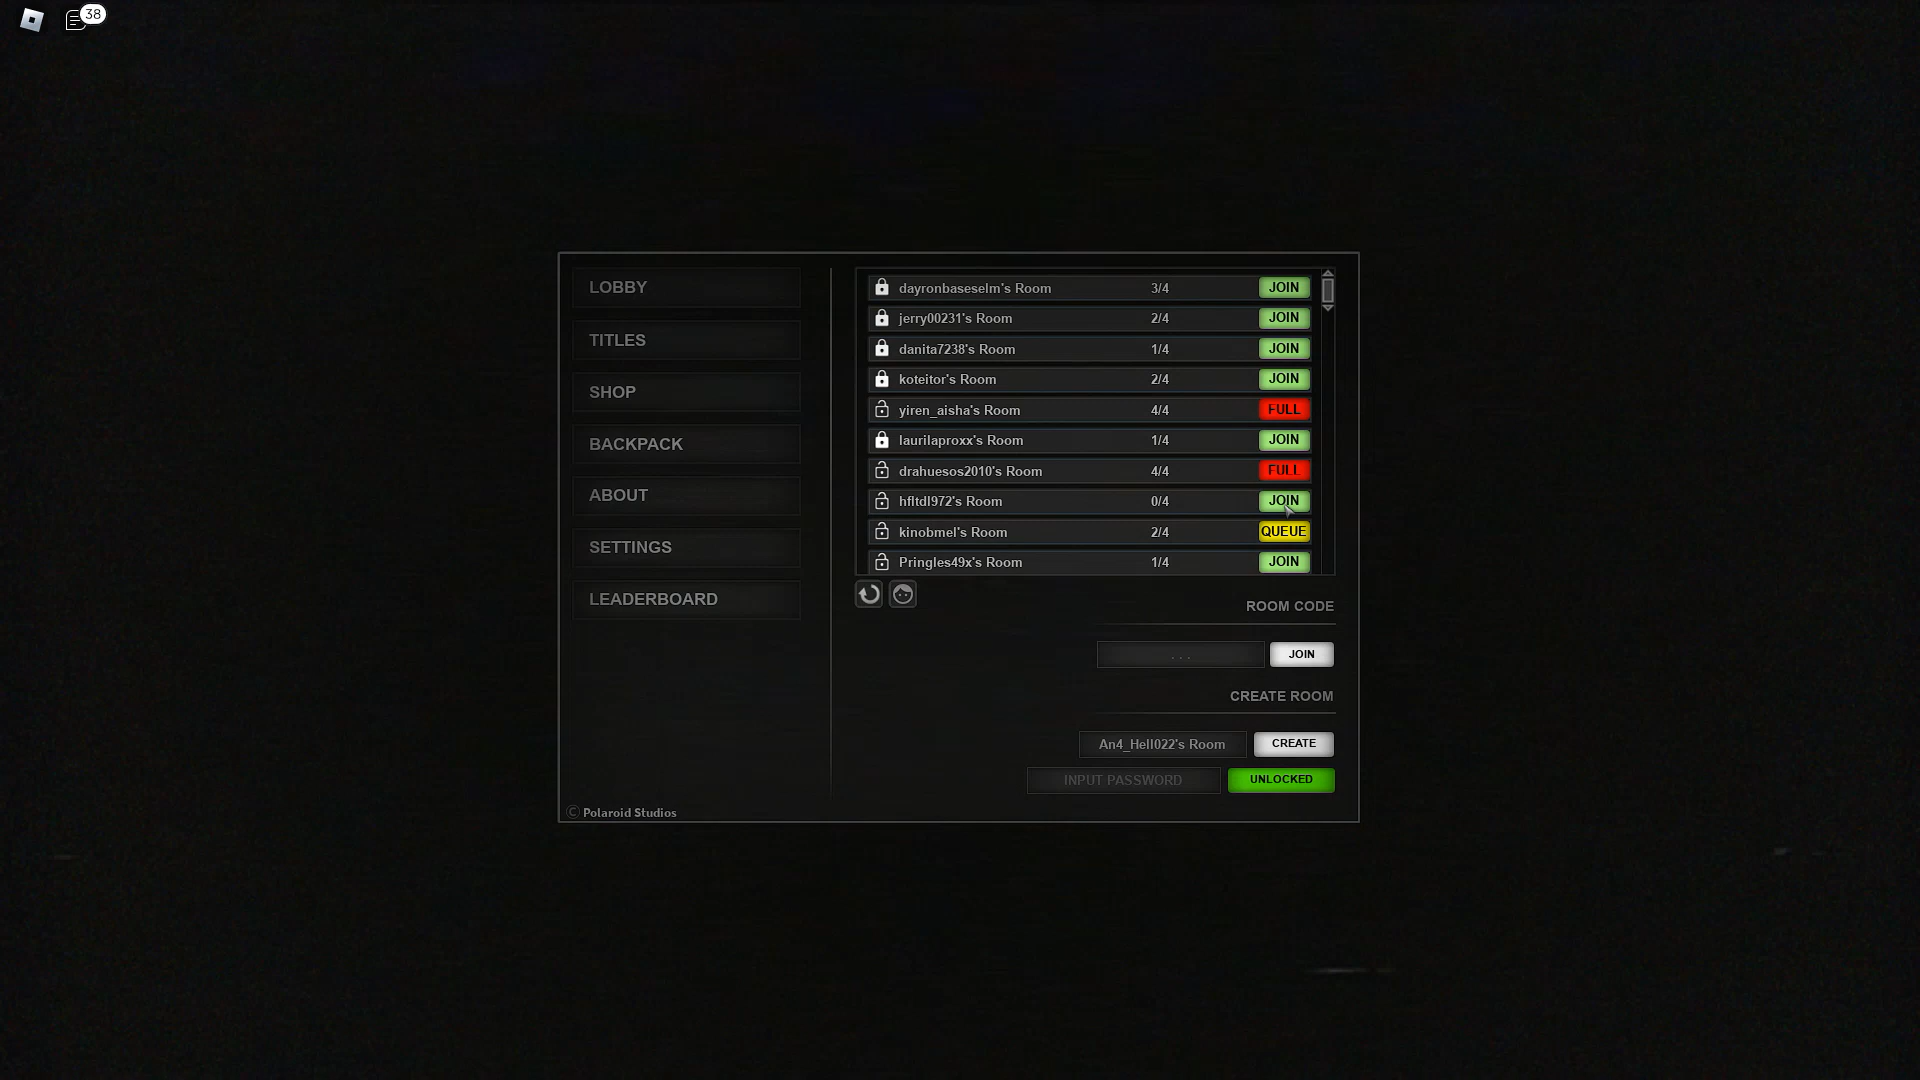 38
LOBBY
TITLES
SHOP
BACKPACK
ABOUT
SETTINGS
LEADERBOARD
dayronbaseselm's Room 3/4 JOIN
jerry00231's Room 2/4 JOIN
danita7238's Room 1/4 JOIN
koteitor's Room 2/4 JOIN
yiren_aisha's Room 4/4 FULL
laurilaproxx's Room 1/4 JOIN
drahuesos2010's Room 4/4 FULL
hfltdl972's Room 0/4 JOIN
kinobmel's Room 2/4 QUEUE
Pringles49x's Room 1/4 JOIN
ROOM CODE
. . . JOIN
CREATE ROOM
An4_Hell022's Room CREATE
INPUT PASSWORD UNLOCKED
© Polaroid Studios